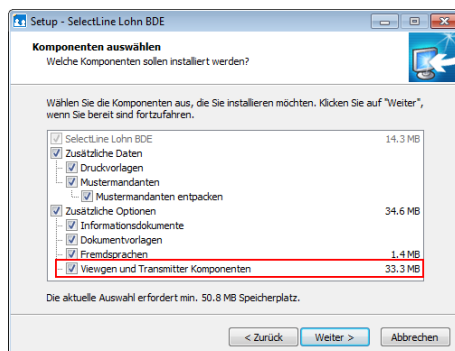 Setup - SelectLine Lohn BDE
Komponenten auswählen
Welche Komponenten sollen installiert werden?
Wählen Sie die Komponenten aus, die Sie installieren möchten. Klicken Sie auf "Weiter",
wenn Sie bereit sind fortzufahren.
SelectLine Lohn BDE 14.3 MB
Zusätzliche Daten
Druckvorlagen
Mustermandanten
Mustermandanten entpacken
Zusätzliche Optionen 34.6 MB
Informationsdokumente
Dokumentvorlagen
Fremdsprachen 1.4 MB
Viewgen und Transmitter Komponenten 33.3 MB
Die aktuelle Auswahl erfordert min. 50.8 MB Speicherplatz.
< Zurück Weiter > Abbrechen